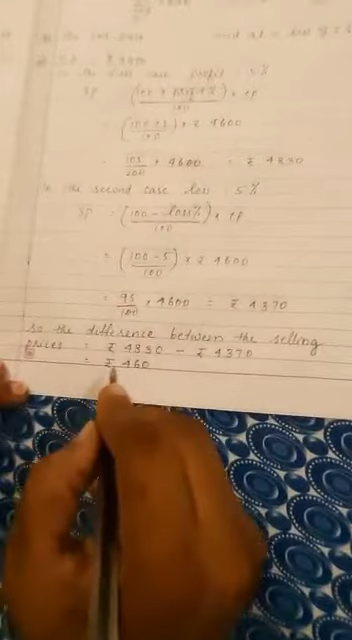 In the first case profit 5%
SP (100 + profit%) × CP
100
= (100+5) × ₹ 4600
100
= 105 × 4600 = ₹ 4830
100
In the second case loss 5%
SP = (100 - loss%) × CP
100
= (100 - 5) × ₹ 4600
100
= 95 × 4600 = ₹ 4370
100
so the difference between the selling
prices = ₹ 4830 - ₹ 4370
= ₹ 460